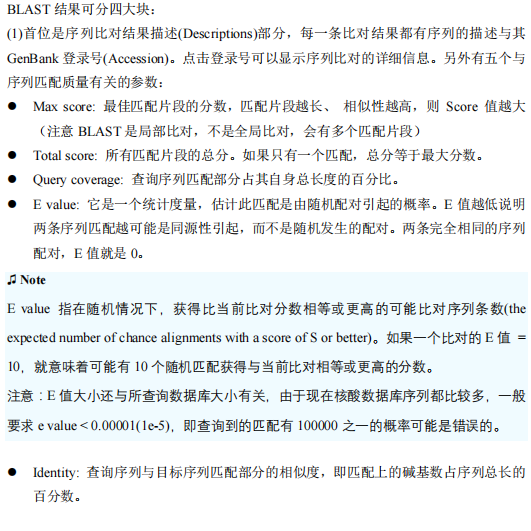 BLAST 结果可分四大块：
(1)首位是序列比对结果描述(Descriptions)部分，每一条比对结果都有序列的描述与其
GenBank 登录号(Accession)。点击登录号可以显示序列比对的详细信息。另外有五个与
序列匹配质量有关的参数：
● Max score: 最佳匹配片段的分数，匹配片段越长、 相似性越高，则 Score 值越大
（注意 BLAST 是局部比对，不是全局比对，会有多个匹配片段）
● Total score: 所有匹配片段的总分。如果只有一个匹配，总分等于最大分数。
● Query coverage: 查询序列匹配部分占其自身总长度的百分比。
● E value: 它是一个统计度量，估计此匹配是由随机配对引起的概率。E 值越低说明
两条序列匹配越可能是同源性引起，而不是随机发生的配对。两条完全相同的序列
配对，E 值就是 0。
♫ Note
E value 指在随机情况下，获得比当前比对分数相等或更高的可能比对序列条数(the
expected number of chance alignments with a score of S or better)。如果一个比对的 E 值 =
10，就意味着可能有 10 个随机匹配获得与当前比对相等或更高的分数。
注意：E 值大小还与所查询数据库大小有关，由于现在核酸数据库序列都比较多，一般
要求 e value < 0.00001(1e-5)，即查询到的匹配有 100000 之一的概率可能是错误的。
● Identity: 查询序列与目标序列匹配部分的相似度，即匹配上的碱基数占序列总长的
百分数。